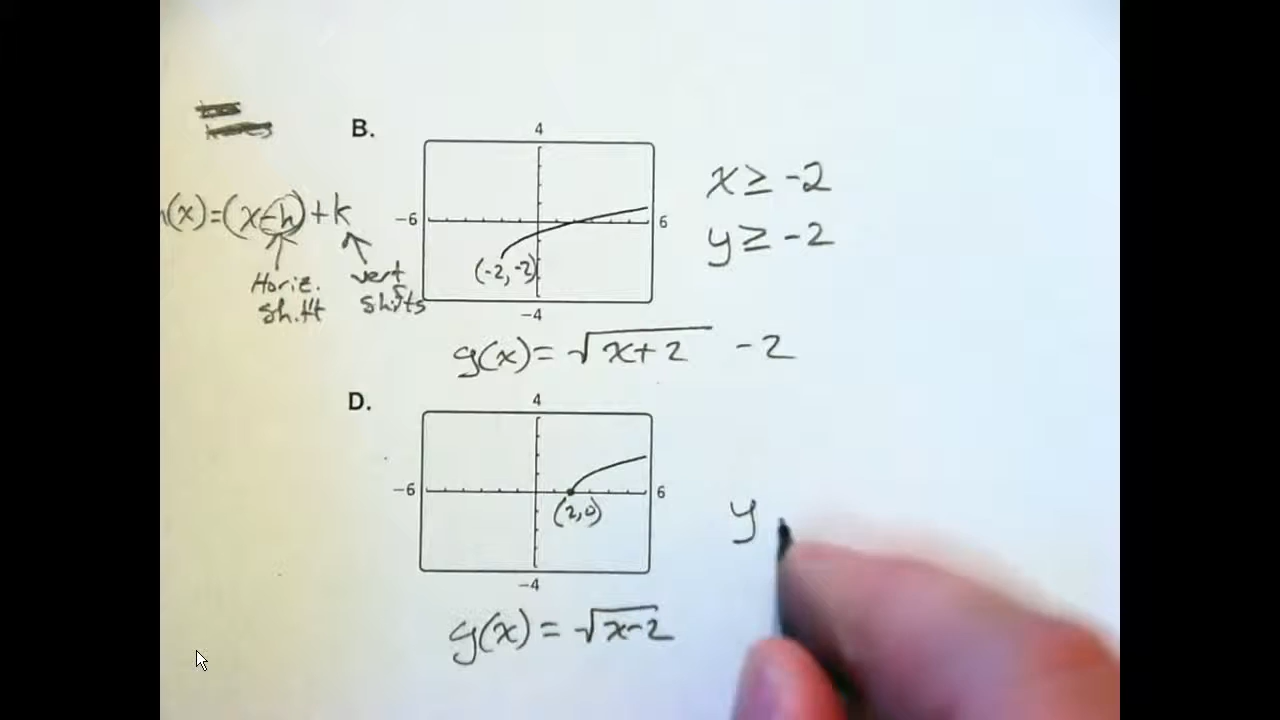 B.
4
-6
6
-4
(-2, -2)
x ≥ -2
y ≥ -2
(x)=(x-h)+k
Horiz. shift
vert shifts
g(x)= √x+2 -2
D.
4
-6
6
-4
(2,0)
y
g(x) = √x-2